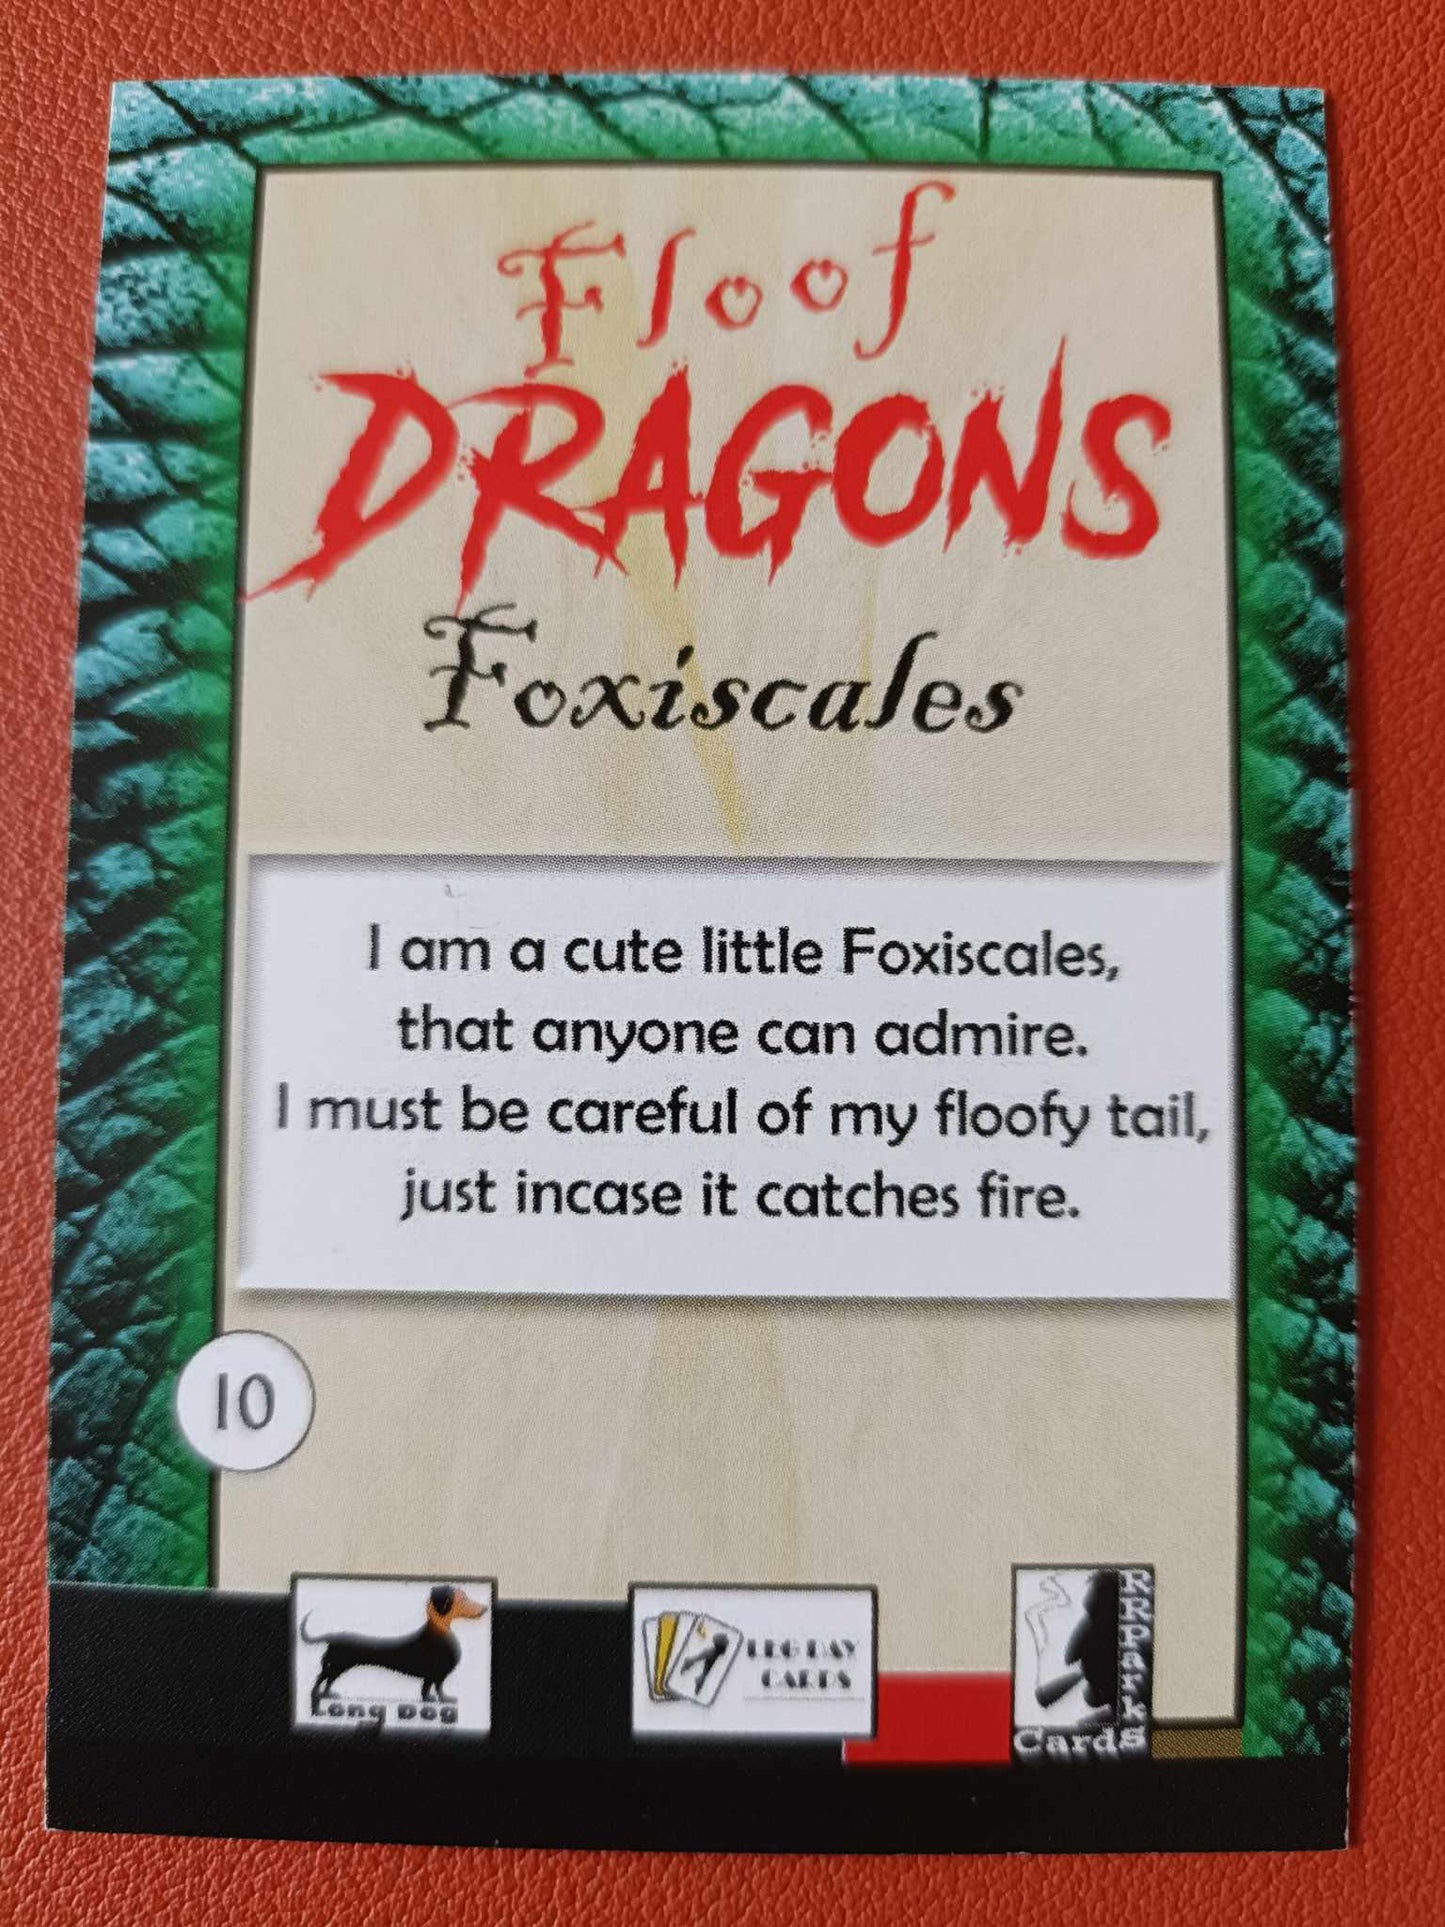 Floof
DRAGONS
Foxiscales
I am a cute little Foxiscales,
that anyone can admire.
I must be careful of my floofy tail,
just incase it catches fire.
10
Long Dog
LEG DAY
CARDS
RRParks
Cards